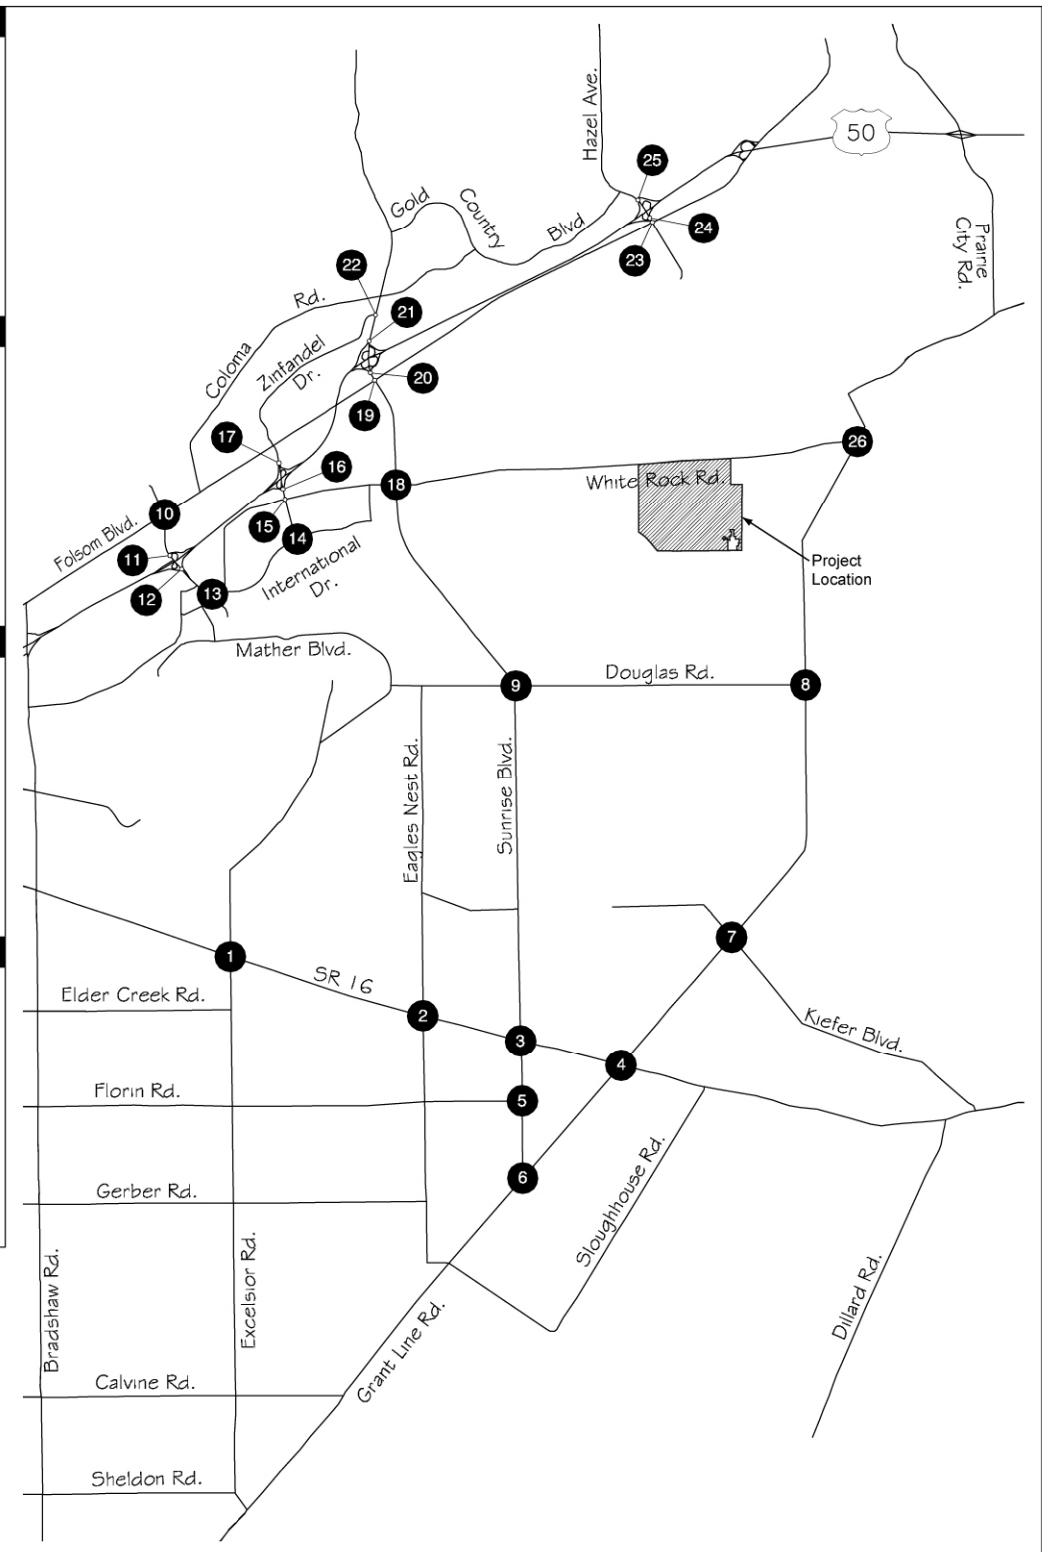 Hazel Ave.
50
25
Gold
Country
Blvd
24
23
Prairie
City Rd.
22
Rd.
21
Coloma
Zinfandel
Dr.
20
19
17
16
26
White Rock Rd.
18
10
15
14
Folsom Blvd.
11
International
Dr.
Project
Location
12
13
Mather Blvd.
Douglas Rd.
9
8
Eagles Nest Rd.
Sunrise Blvd.
7
1
SR 16
Elder Creek Rd.
2
3
Kiefer Blvd.
4
Florin Rd.
5
Gerber Rd.
6
Sloughhouse Rd.
Bradshaw Rd.
Excelsior Rd.
Dillard Rd.
Grant Line Rd.
Calvine Rd.
Sheldon Rd.